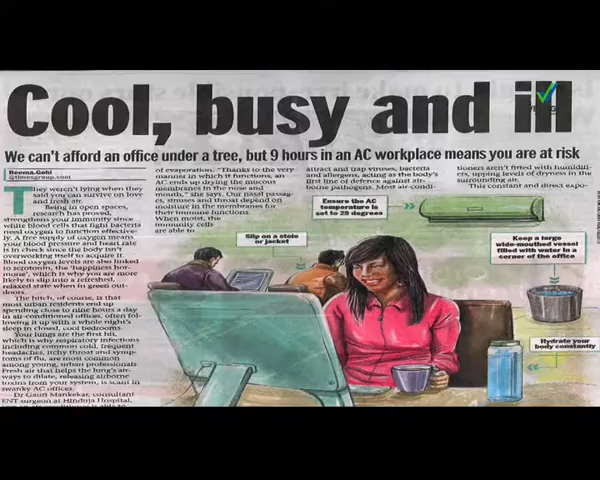 Cool, busy and ill
We can't afford an office under a tree, but 9 hours in an AC workplace means you are at risk
Reema.Gehi
@timesgroup.com
They weren't lying when they
said you can survive on love
and fresh air.
Being in open spaces,
research has proved,
strengthens your immunity since
white blood cells that fight bacteria
need oxygen to function effective-
ly. A free supply of oxygen means
your blood pressure and heart rate
is in check since the body isn't
overworking itself to acquire it.
Blood oxygen levels are also linked
to serotonin, the 'happiness hor-
mone', which is why you are more
likely to slip into a refreshed,
relaxed state when in green out-
doors.
The hitch, of course, is that
most urban residents end up
spending close to nine hours a day
in air-conditioned offices, often fol-
lowing it up with a whole night's
sleep in closed, cool bedrooms.
Your lungs are the first hit,
which is why respiratory infections
including common cold, frequent
headaches, itchy throat and symp-
toms of flu, are most common
among young, urban professionals.
Fresh air that helps the lung's air-
ways to dilate, releasing airborne
toxins from your system, is scant in
swanky AC offices.
Dr Gauri Mankekar, consultant
ENT surgeon at Hinduja Hospital,
of evaporation. "Thanks to the very
manner in which it functions, an
AC ends up drying the mucous
membranes in the nose and
mouth," she says. Our nasal passag-
es, sinuses and throat depend on
moisture in the membranes for
their immune functions.
When moist, the
immunity cells
are able to
attract and trap viruses, bacteria
and allergens, acting as the body's
first line of defence against air-
borne pathogens. Most air-condi-
tioners aren't fitted with humidifi-
ers, upping levels of dryness in the
surrounding air.
This constant and direct expo-
Ensure the AC
temperature is
set to 25 degrees
Slip on a stole
or jacket
Keep a large
wide-mouthed vessel
filled with water in a
corner of the office
Hydrate your
body constantly